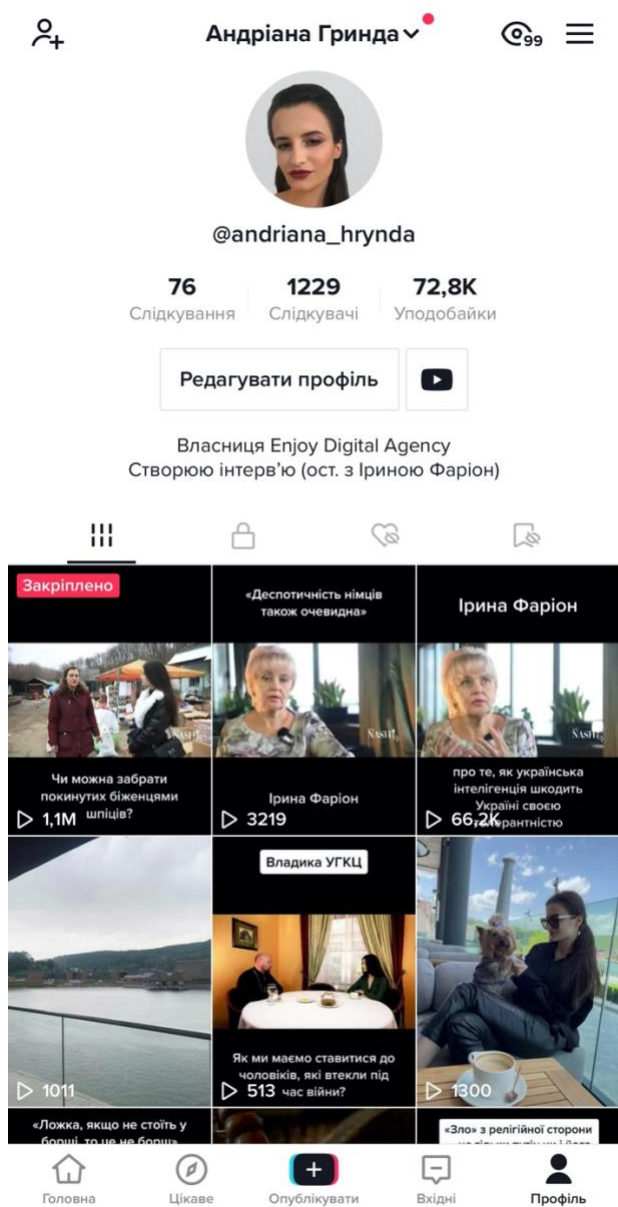 Андріана Гринда
99
@andriana_hrynda
76
1229
72,8K
Слідкування
Слідкувачі
Уподобайки
Редагувати профіль
Власниця Enjoy Digital Agency
Створюю інтерв'ю (ост. з Іриною Фаріон)
Закріплено
NASHI
Чи можна забрати
покинутих біженцями
шпіців?
1,1M
«Деспотичність німців
також очевидна»
NASHI
Ірина Фаріон
3219
Ірина Фаріон
NASHI
про те, як українська
інтелігенція шкодить
Україні своєю
толерантністю
66,2K
1011
Владика УГКЦ
Як ми маємо ставитися до
чоловіків, які втекли під
час війни?
513
1300
«Ложка, якщо не стоїть у
борщі, то це не борщ»
«Зло» з релігійної сторони
Головна
Цікаве
Опублікувати
Вхідні
Профіль